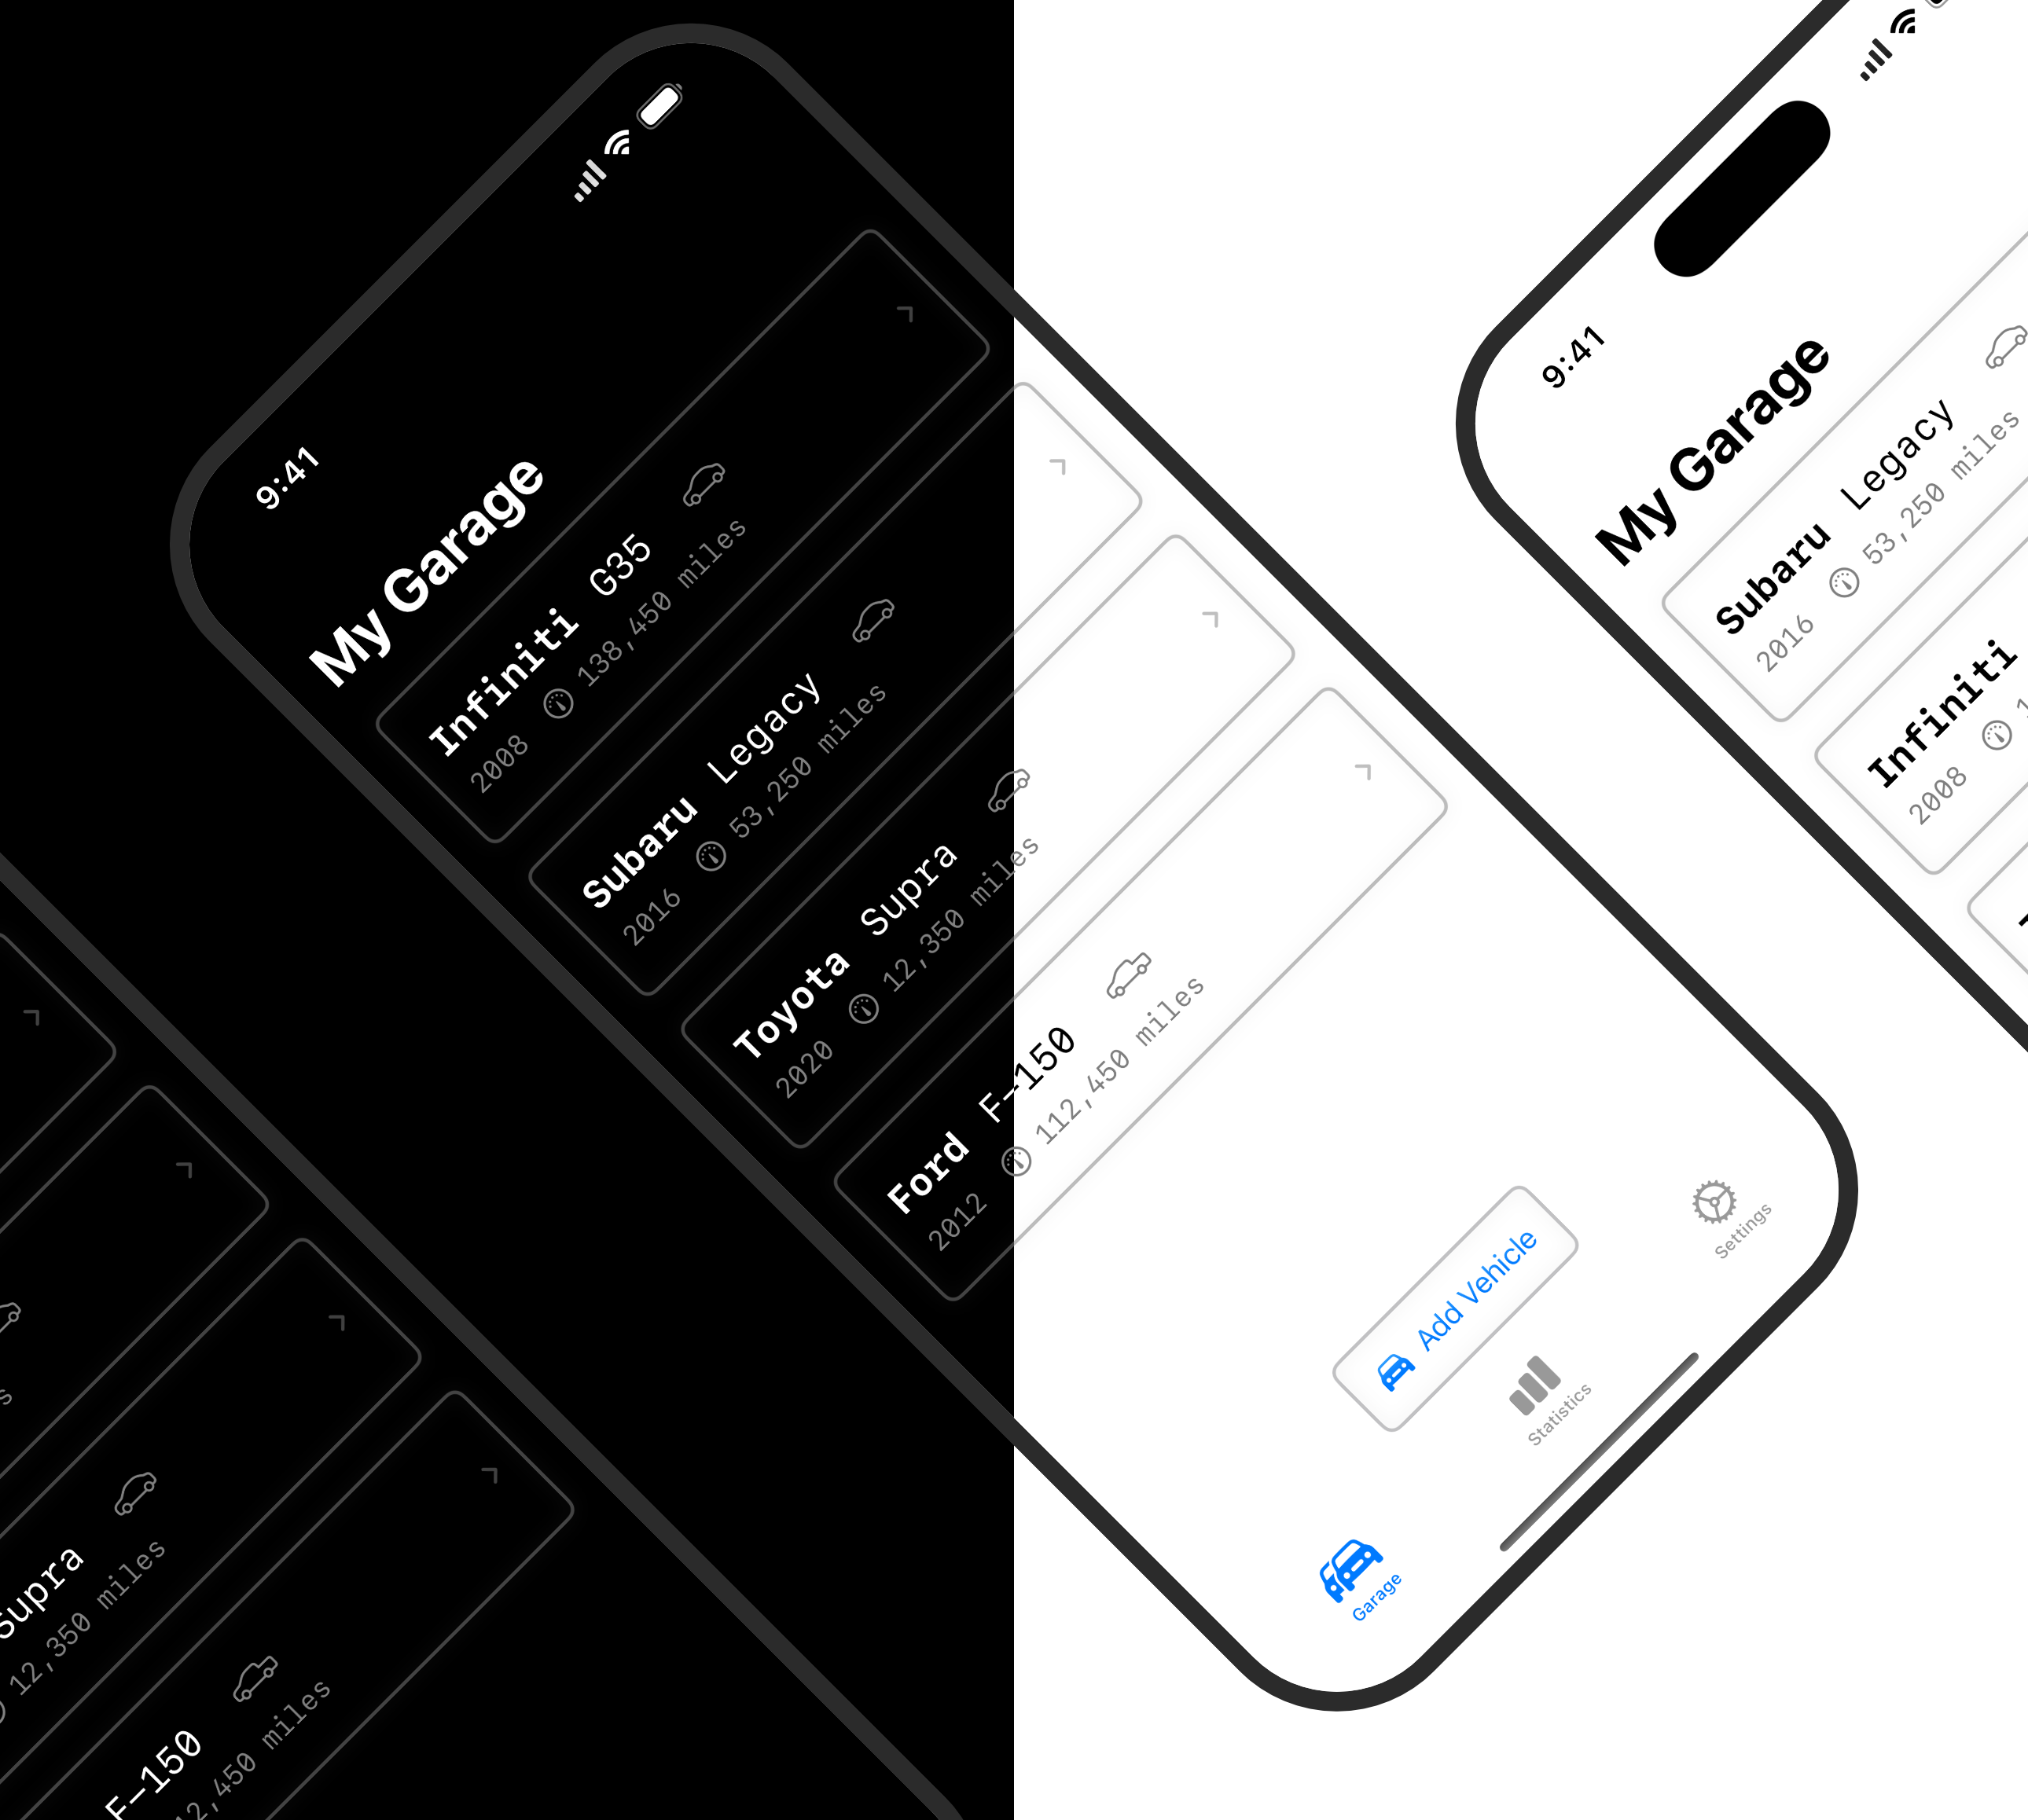 9:41
My Garage
Infiniti G35
2008 138,450 miles
Subaru Legacy
2016 53,250 miles
Toyota Supra
2020 12,350 miles
Ford F-150
2012 112,450 miles
Add Vehicle
Garage
Statistics
Settings
9:41
My Garage
Subaru Legacy
2016 53,250 miles
Infiniti
2008
Supra
12,350 miles
F-150
12,450 miles